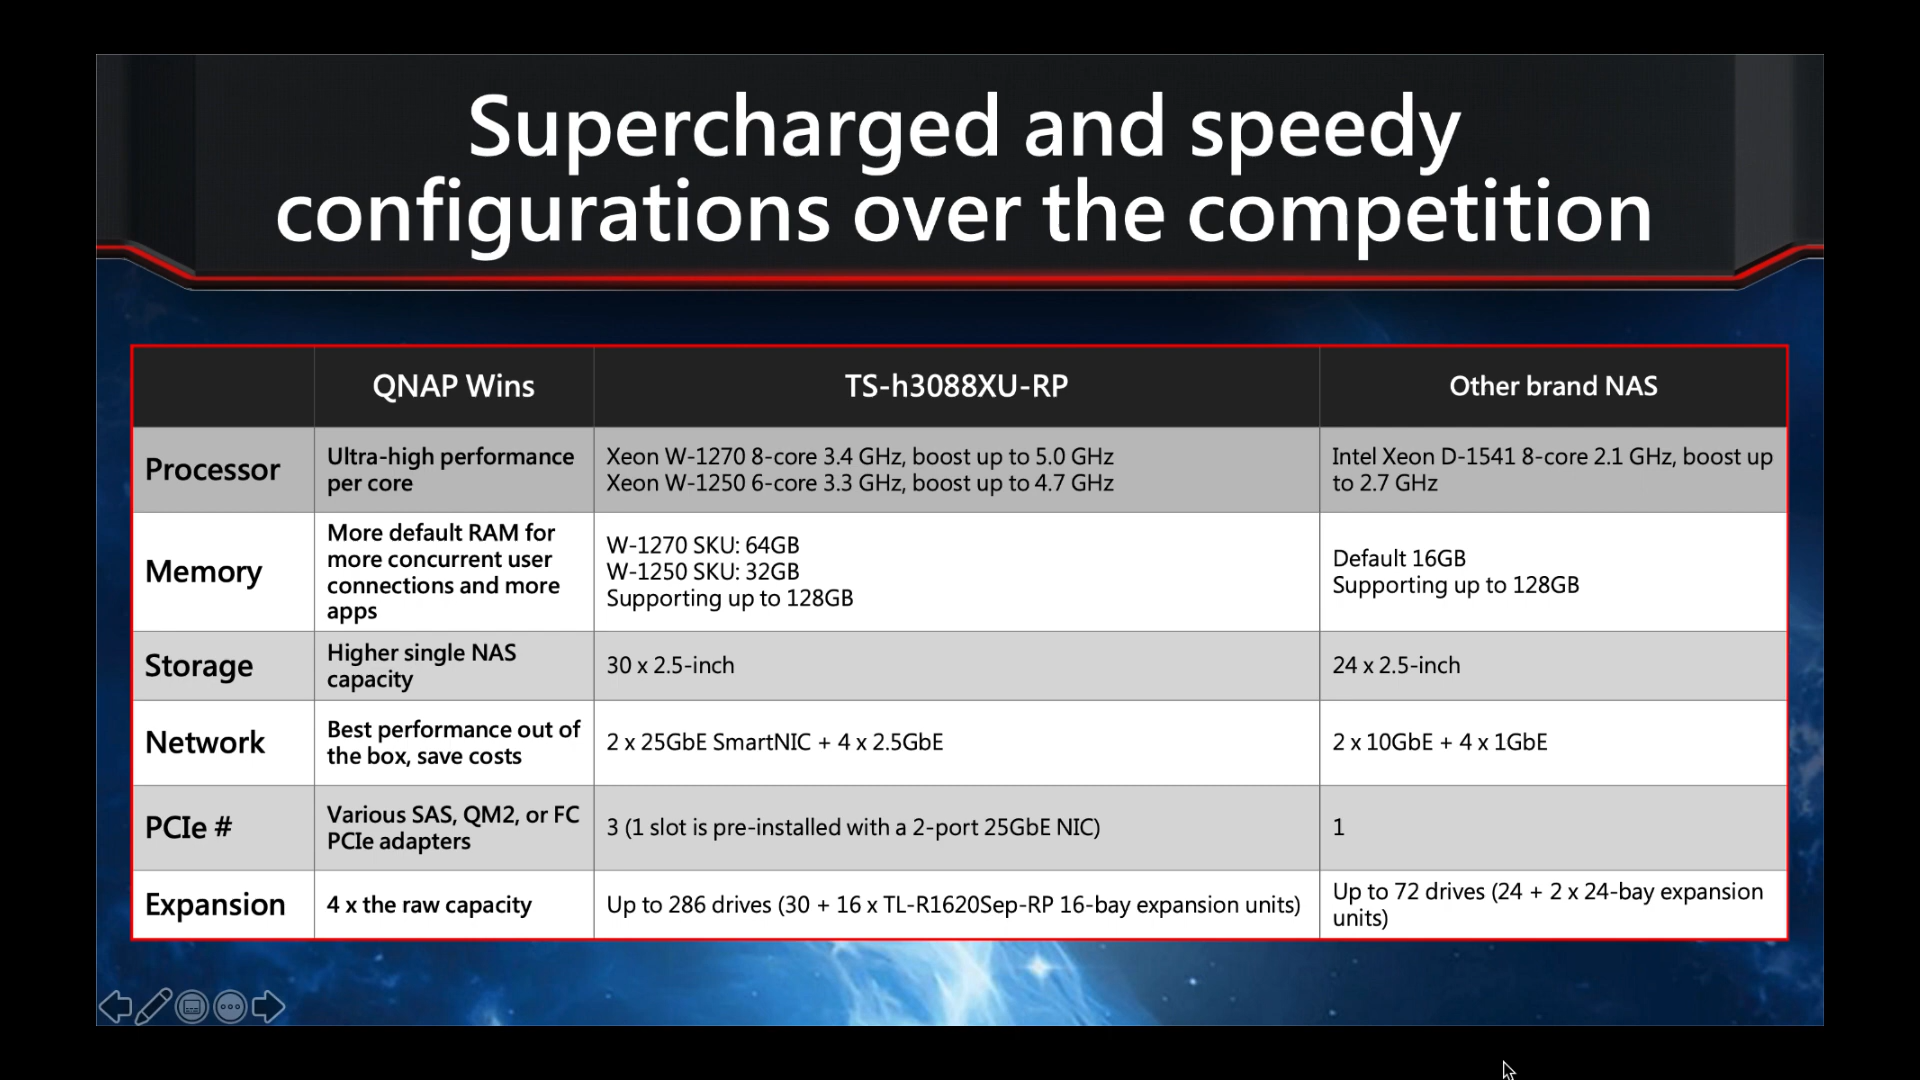 Supercharged and speedy
configurations over the competition
QNAP Wins
TS-h3088XU-RP
Other brand NAS
Processor
Ultra-high performance
per core
Xeon W-1270 8-core 3.4 GHz, boost up to 5.0 GHz
Xeon W-1250 6-core 3.3 GHz, boost up to 4.7 GHz
Intel Xeon D-1541 8-core 2.1 GHz, boost up
to 2.7 GHz
Memory
More default RAM for
more concurrent user
connections and more
apps
W-1270 SKU: 64GB
W-1250 SKU: 32GB
Supporting up to 128GB
Default 16GB
Supporting up to 128GB
Storage
Higher single NAS
capacity
30 x 2.5-inch
24 x 2.5-inch
Network
Best performance out of
the box, save costs
2 x 25GbE SmartNIC + 4 x 2.5GbE
2 x 10GbE + 4 x 1GbE
PCIe #
Various SAS, QM2, or FC
PCIe adapters
3 (1 slot is pre-installed with a 2-port 25GbE NIC)
1
Expansion
4 x the raw capacity
Up to 286 drives (30 + 16 x TL-R1620Sep-RP 16-bay expansion units)
Up to 72 drives (24 + 2 x 24-bay expansion
units)